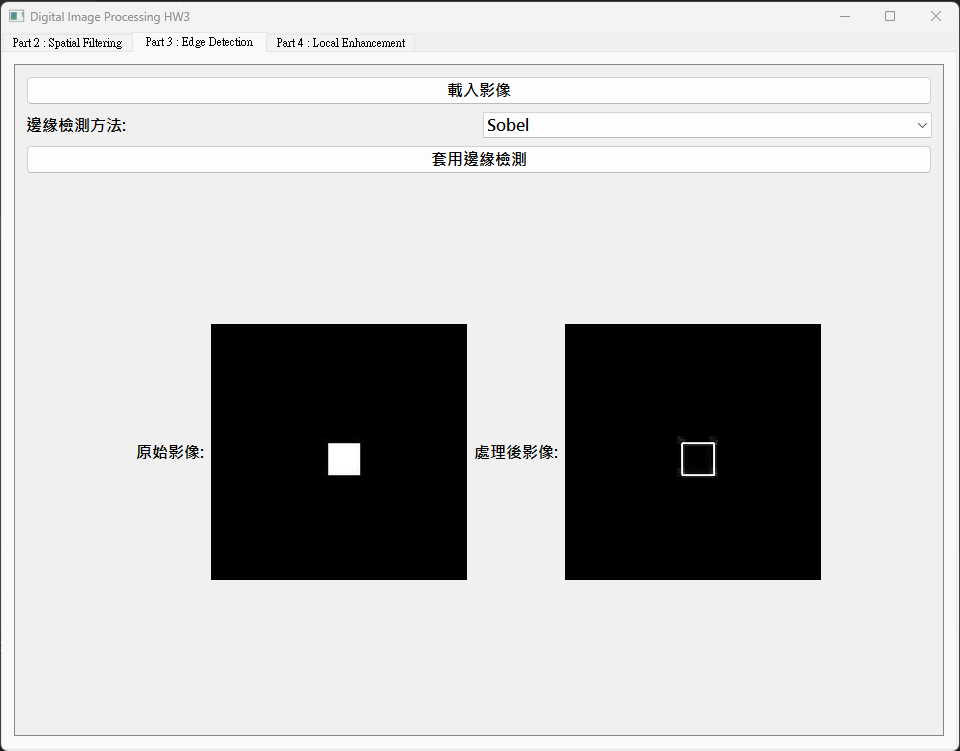 Digital Image Processing HW3
Part 2 : Spatial Filtering Part 3 : Edge Detection Part 4 : Local Enhancement
載入影像
邊緣檢測方法: Sobel
套用邊緣檢測
原始影像: 處理後影像: